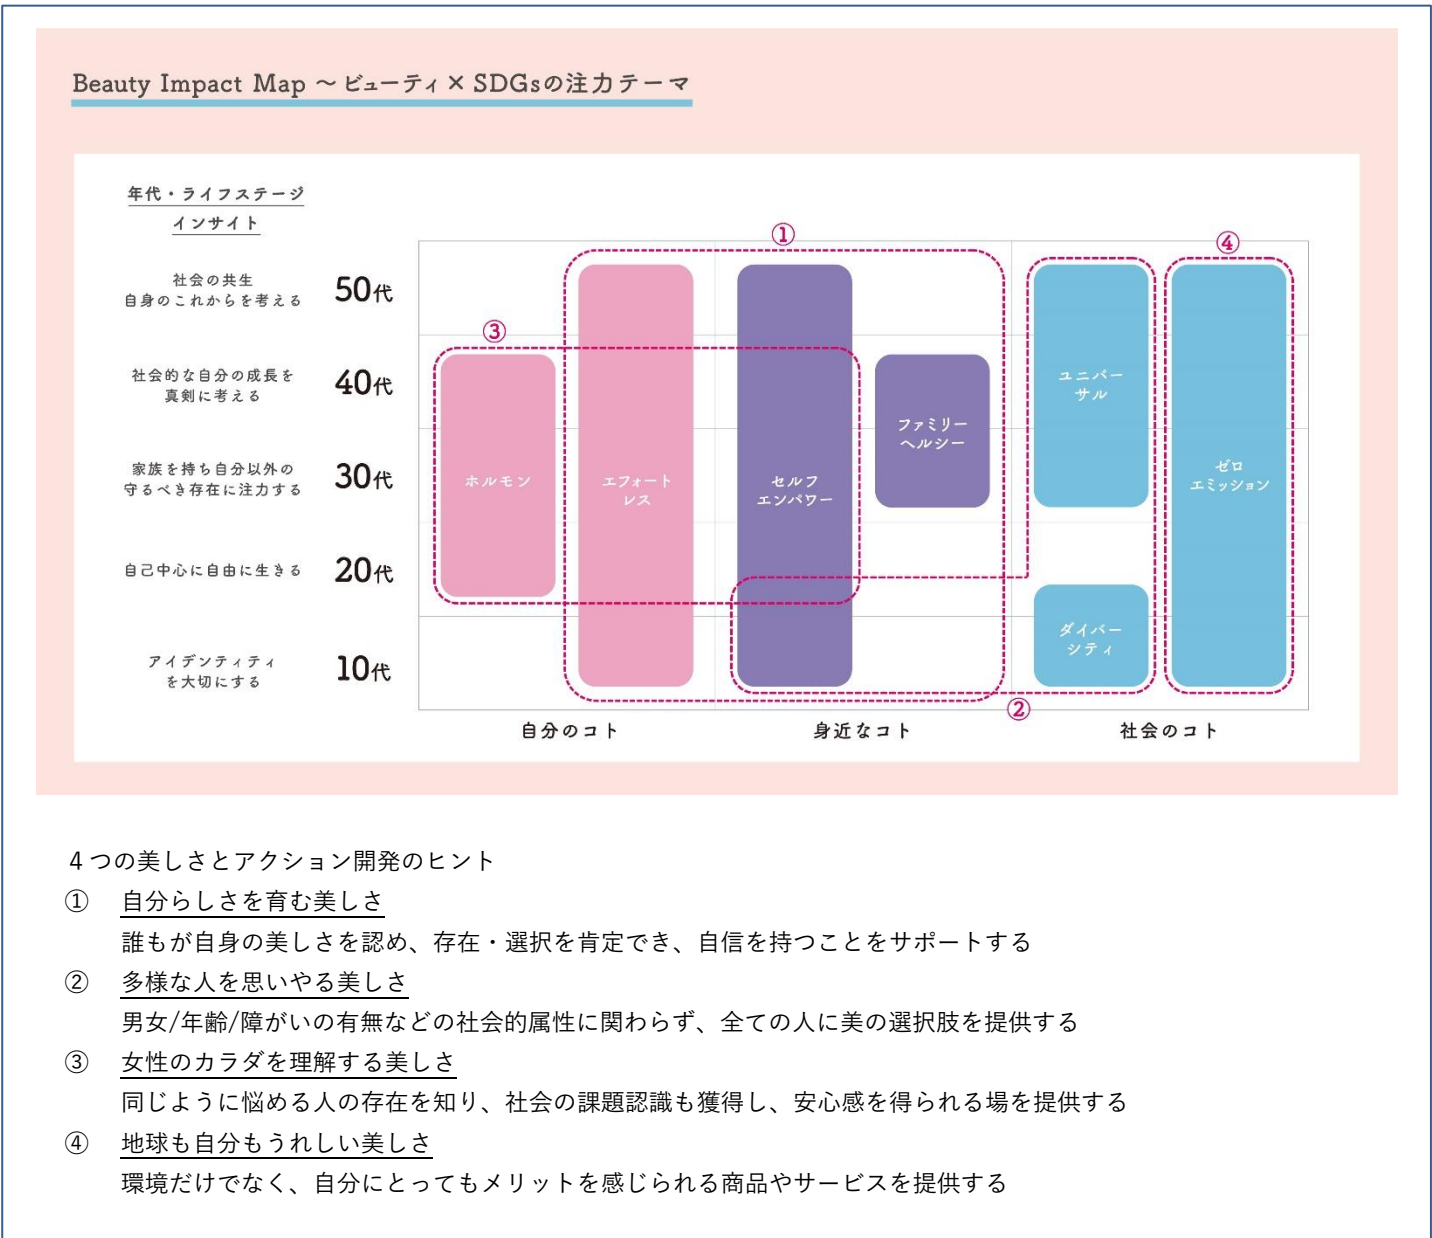 Beauty Impact Map ～ ビューティ× SDGsの注力テーマ
年代・ライフステージ
インサイト
社会の共生
自身のこれからを考える
50代
社会的な自分の成長を
真剣に考える
40代
家族を持ち自分以外の
守るべき存在に注力する
30代
自己中心に自由に生きる
20代
アイデンティティ
を大切にする
10代
①
④
③
②
ホルモン
エフォート
レス
セルフ
エンパワー
ファミリー
ヘルシー
ユニバー
サル
ダイバー
シティ
ゼロ
エミッション
自分のコト
身近なコト
社会のコト
４つの美しさとアクション開発のヒント
① 自分らしさを育む美しさ
誰もが自身の美しさを認め、存在・選択を肯定でき、自信を持つことをサポートする
② 多様な人を思いやる美しさ
男女/年齢/障がいの有無などの社会的属性に関わらず、全ての人に美の選択肢を提供する
③ 女性のカラダを理解する美しさ
同じように悩める人の存在を知り、社会の課題認識も獲得し、安心感を得られる場を提供する
④ 地球も自分もうれしい美しさ
環境だけでなく、自分にとってもメリットを感じられる商品やサービスを提供する